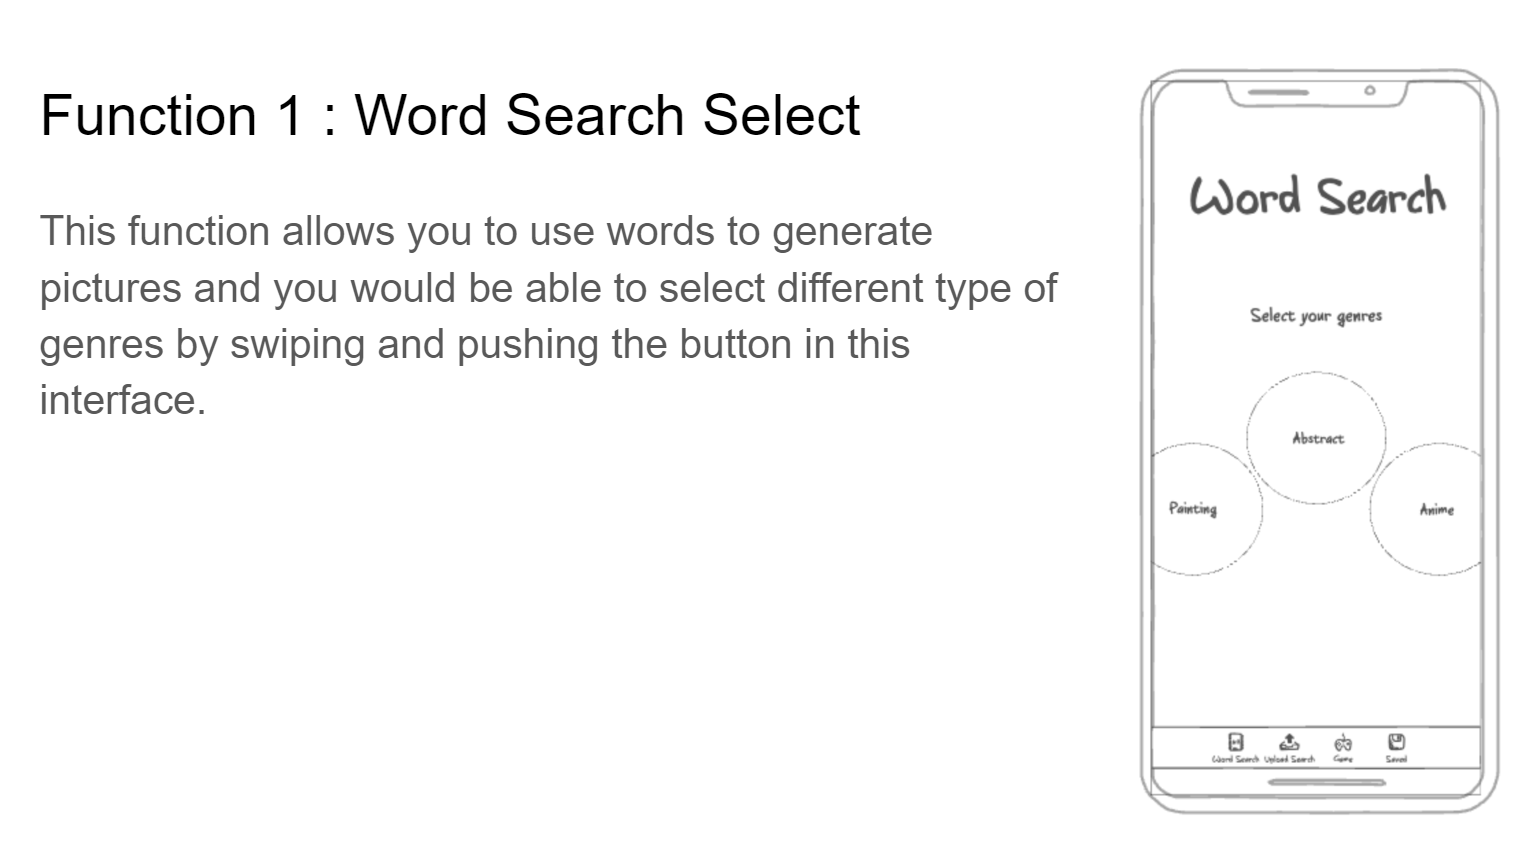 Function 1 : Word Search Select
This function allows you to use words to generate
pictures and you would be able to select different type of
genres by swiping and pushing the button in this
interface.
Word Search
Select your genres
Abstract
Painting
Anime
Word Search Upload Search Game Saved